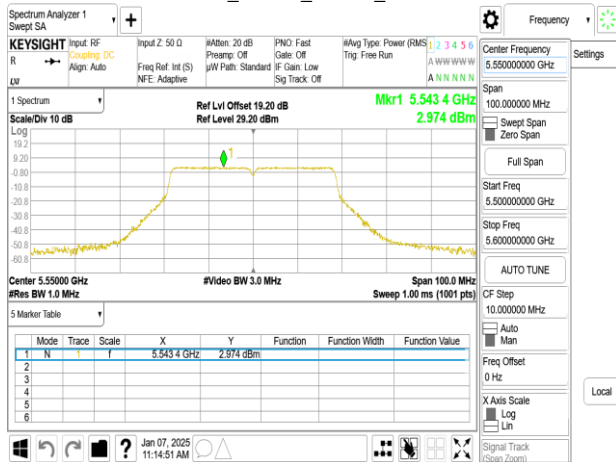 Spectrum Analyzer 1
Swept SA
+
Frequency
KEYSIGHT
R
LXI
Input: RF
Coupling: DC
Align: Auto
Input Z: 50 Ω
Freq Ref: Int (S)
NFE: Adaptive
#Atten: 20 dB
Preamp: Off
µW Path: Standard
PNO: Fast
Gate: Off
IF Gain: Low
Sig Track: Off
#Avg Type: Power (RMS
Trig: Free Run
1 2 3 4 5 6
A W W W W W
A N N N N N
Center Frequency
5.550000000 GHz
Settings
Span
100.000000 MHz
Swept Span
Zero Span
Full Span
Start Freq
5.500000000 GHz
Stop Freq
5.600000000 GHz
AUTO TUNE
CF Step
10.000000 MHz
Auto
Man
Freq Offset
0 Hz
X Axis Scale
Log
Lin
Local
Signal Track
(Span Zoom)
1 Spectrum
Scale/Div 10 dB
Ref Lvl Offset 19.20 dB
Ref Level 29.20 dBm
Mkr1 5.543 4 GHz
2.974 dBm
Log
19.2
9.20
-0.80
-10.8
-20.8
-30.8
-40.8
-50.8
-60.8
1
Center 5.55000 GHz
#Res BW 1.0 MHz
#Video BW 3.0 MHz
Span 100.0 MHz
Sweep 1.00 ms (1001 pts)
5 Marker Table
Mode Trace Scale X Y Function Function Width Function Value
1 N 1 f 5.543 4 GHz 2.974 dBm
2
3
4
5
6
?
Jan 07, 2025
11:14:51 AM